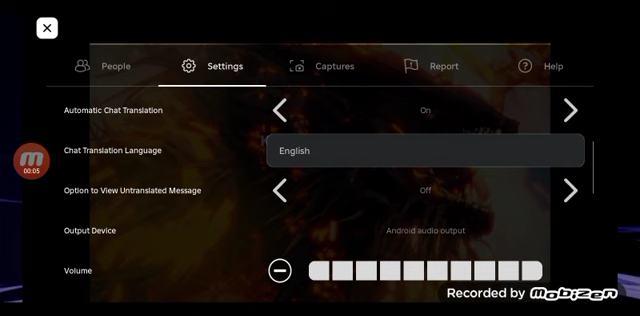 People
Settings
Captures
Report
Help
Automatic Chat Translation
On
Chat Translation Language
English
Option to View Untranslated Message
Off
Output Device
Android audio output
Volume
00:05
Recorded by mobizen